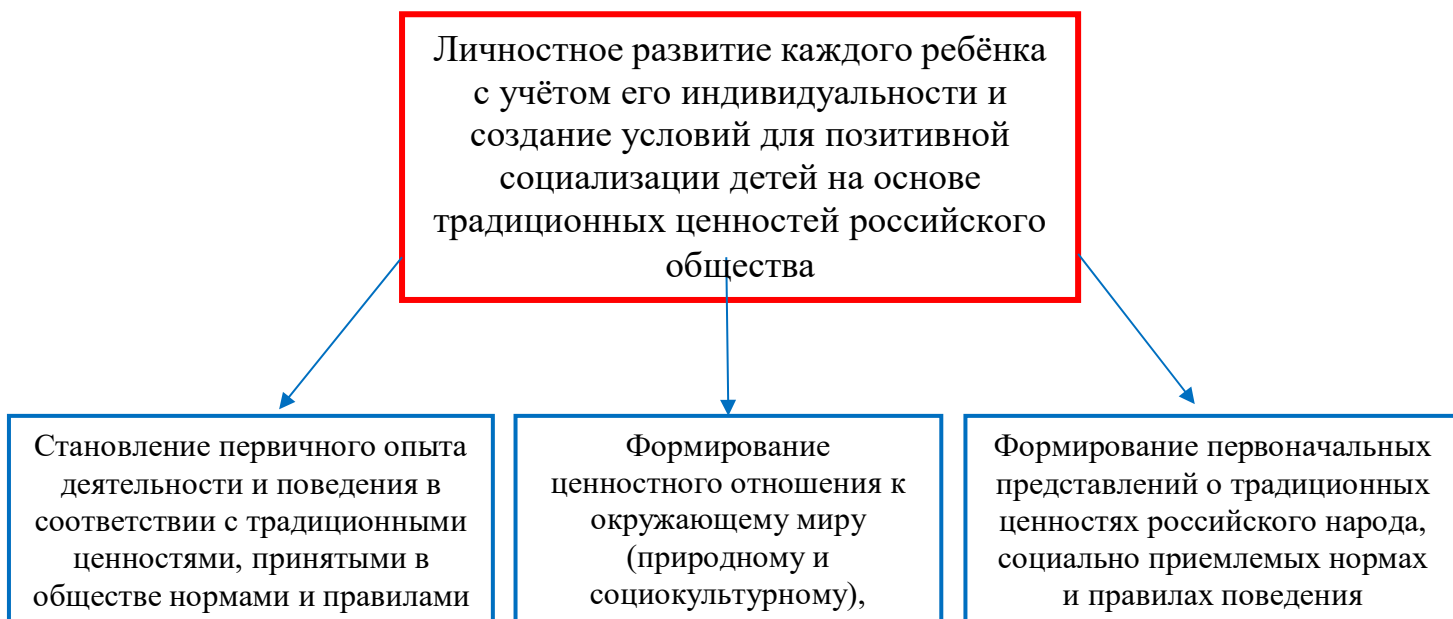 Личностное развитие каждого ребёнка
с учётом его индивидуальности и
создание условий для позитивной
социализации детей на основе
традиционных ценностей российского
общества
Становление первичного опыта
деятельности и поведения в
соответствии с традиционными
ценностями, принятыми в
обществе нормами и правилами
Формирование
ценностного отношения к
окружающему миру
(природному и
социокультурному),
Формирование первоначальных
представлений о традиционных
ценностях российского народа,
социально приемлемых нормах
и правилах поведения